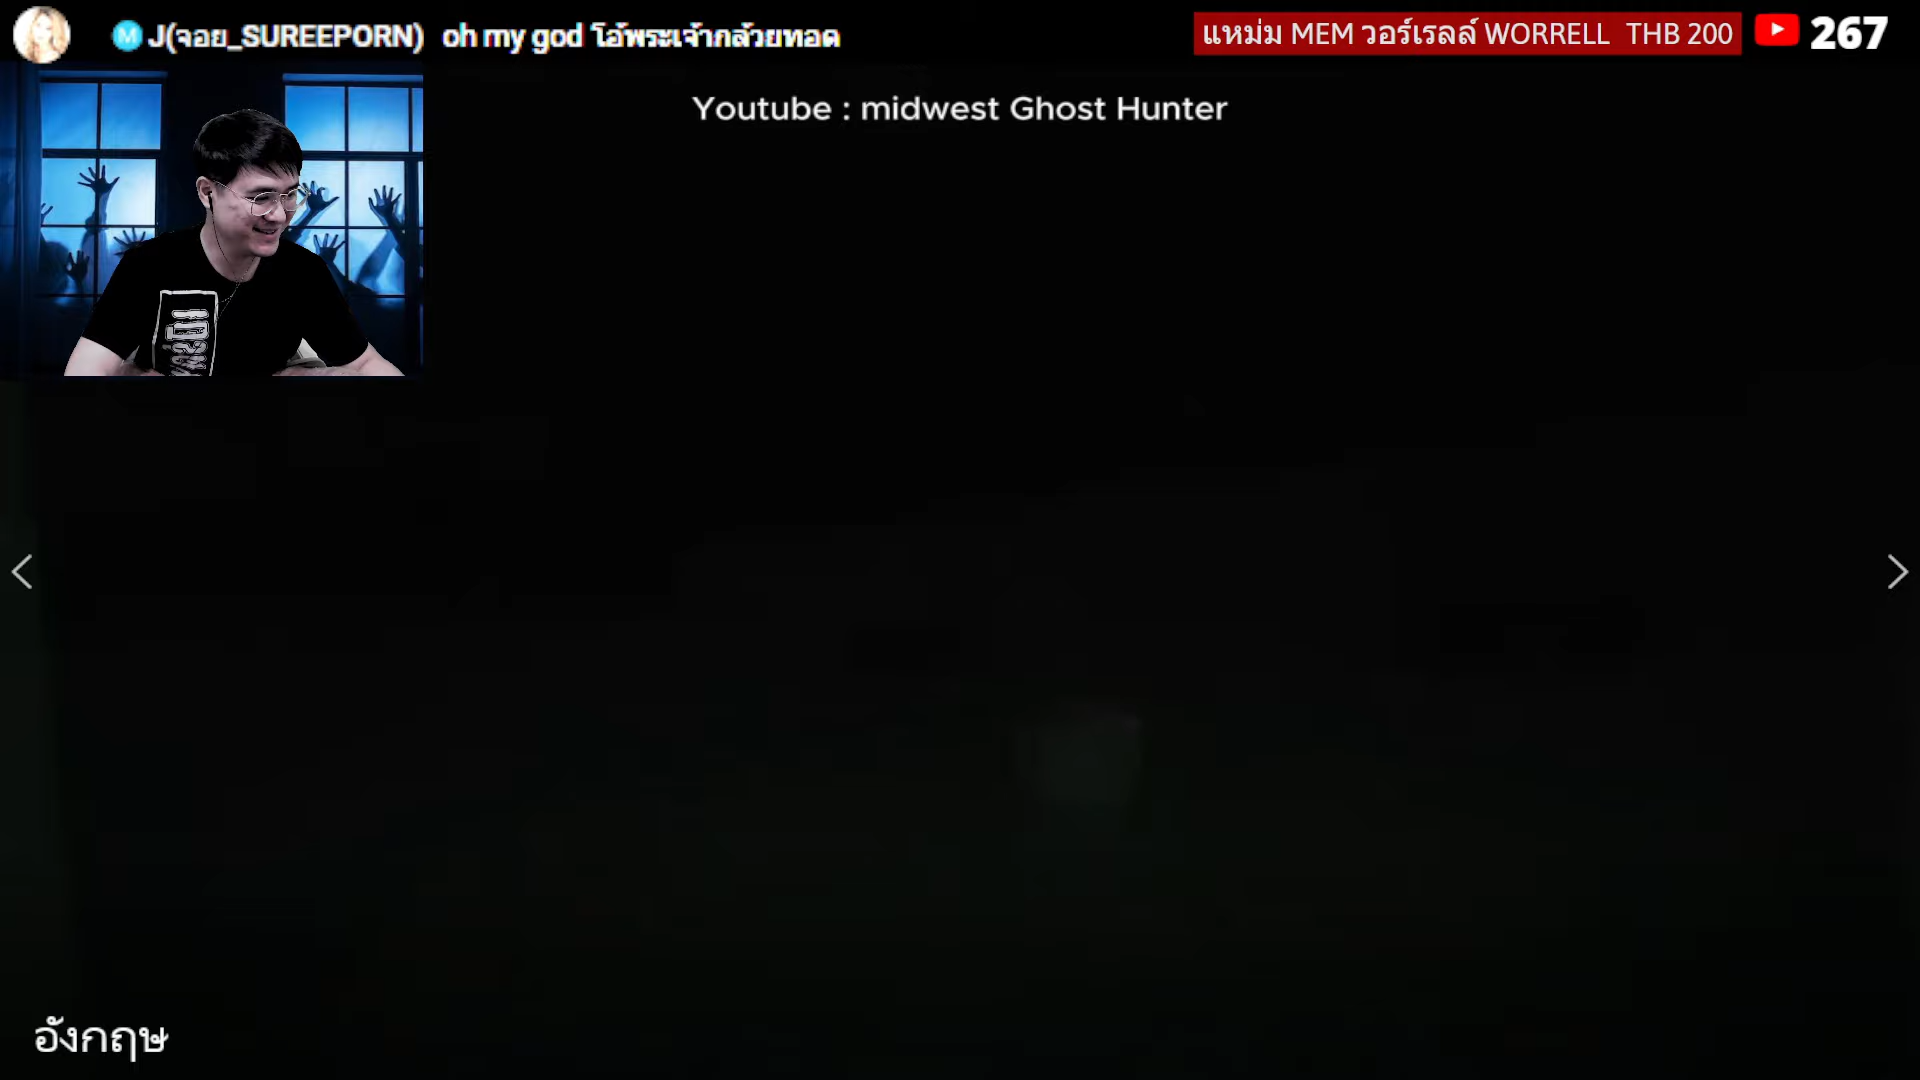 M J(จอย_SUREEPORN) oh my god โอ้พระเจ้ากล้วยทอด
แหม่ม MEM วอร์เรลล์ WORRELL THB 200
267
Youtube : midwest Ghost Hunter
อังกฤษ